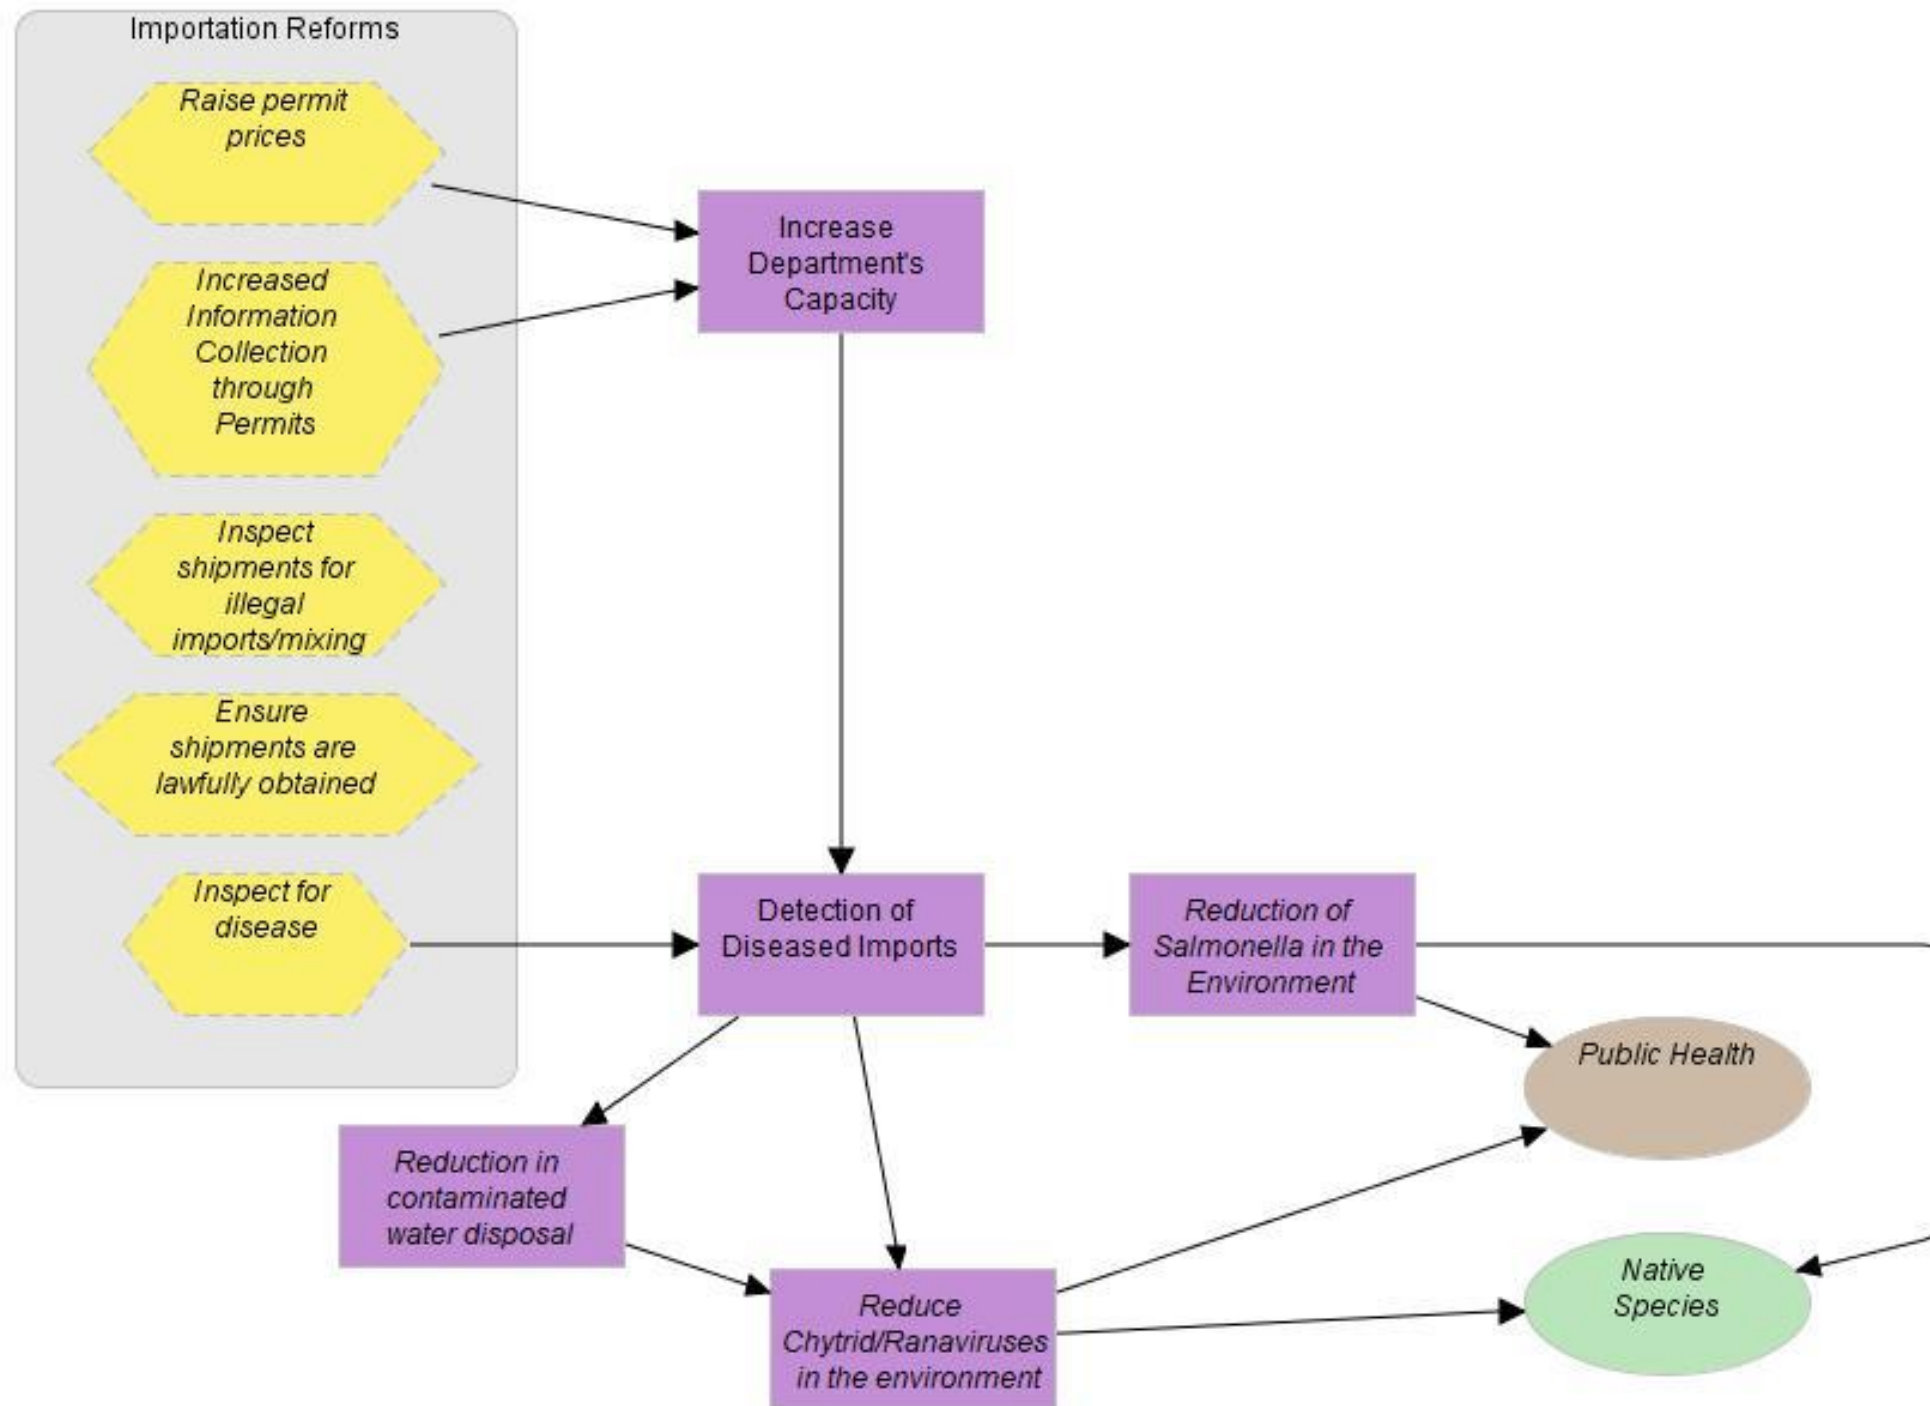 Importation Reforms
Raise permit
prices
Increased
Information
Collection
through
Permits
Inspect
shipments for
illegal
imports/mixing
Ensure
shipments are
lawfully obtained
Inspect for
disease
Increase
Department's
Capacity
Detection of
Diseased Imports
Reduction of
Salmonella in the
Environment
Public Health
Reduction in
contaminated
water disposal
Reduce
Chytrid/Ranaviruses
in the environment
Native
Species